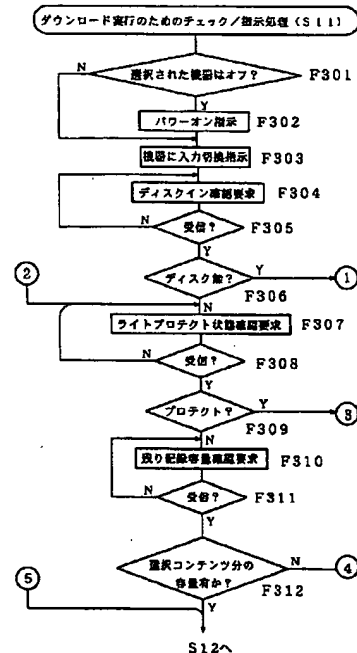 ダウンロード実行のためのチェック/指示処理(S11)
選択された機器はオフ?
F301
N
Y
パワーオン指示
F302
機器に入力切換指示
F303
ディスクイン確認要求
F304
N
受信?
F305
Y
②
ディスク無?
Y
①
F306
N
ライトプロテクト状態確認要求
F307
N
受信?
F308
Y
プロテクト?
Y
③
F309
N
残り記録容量確認要求
F310
N
受信?
F311
Y
選択コンテンツ分の
容量有か?
N
④
F312
⑤
Y
S12へ